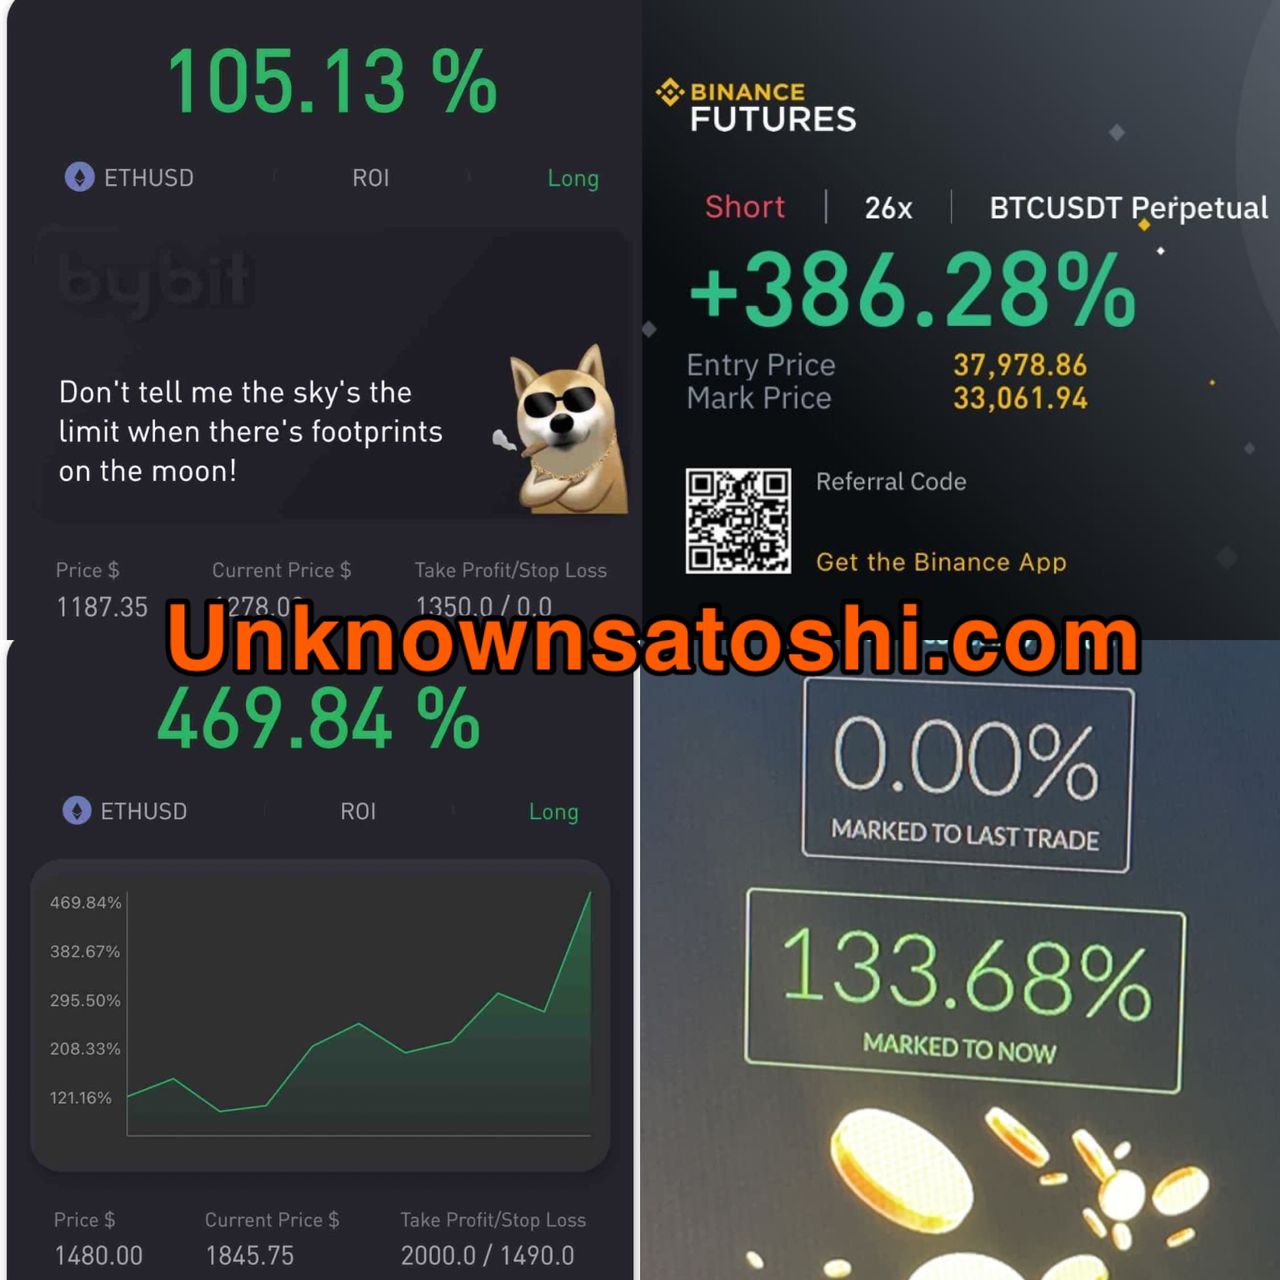 105.13 %
ETHUSD
ROI
Long
bybit
Don't tell me the sky's the
limit when there's footprints
on the moon!
Price $
Current Price $
Take Profit/Stop Loss
1187.35
1350.0 / 0.0
BINANCE
FUTURES
Short
26x
BTCUSDT Perpetual
+386.28%
Entry Price
37,978.86
Mark Price
33,061.94
Referral Code
Get the Binance App
Unknownsatoshi.com
469.84 %
ETHUSD
ROI
Long
469.84%
382.67%
295.50%
208.33%
121.16%
Price $
Current Price $
Take Profit/Stop Loss
1480.00
1845.75
2000.0 / 1490.0
0.00%
MARKED TO LAST TRADE
133.68%
MARKED TO NOW